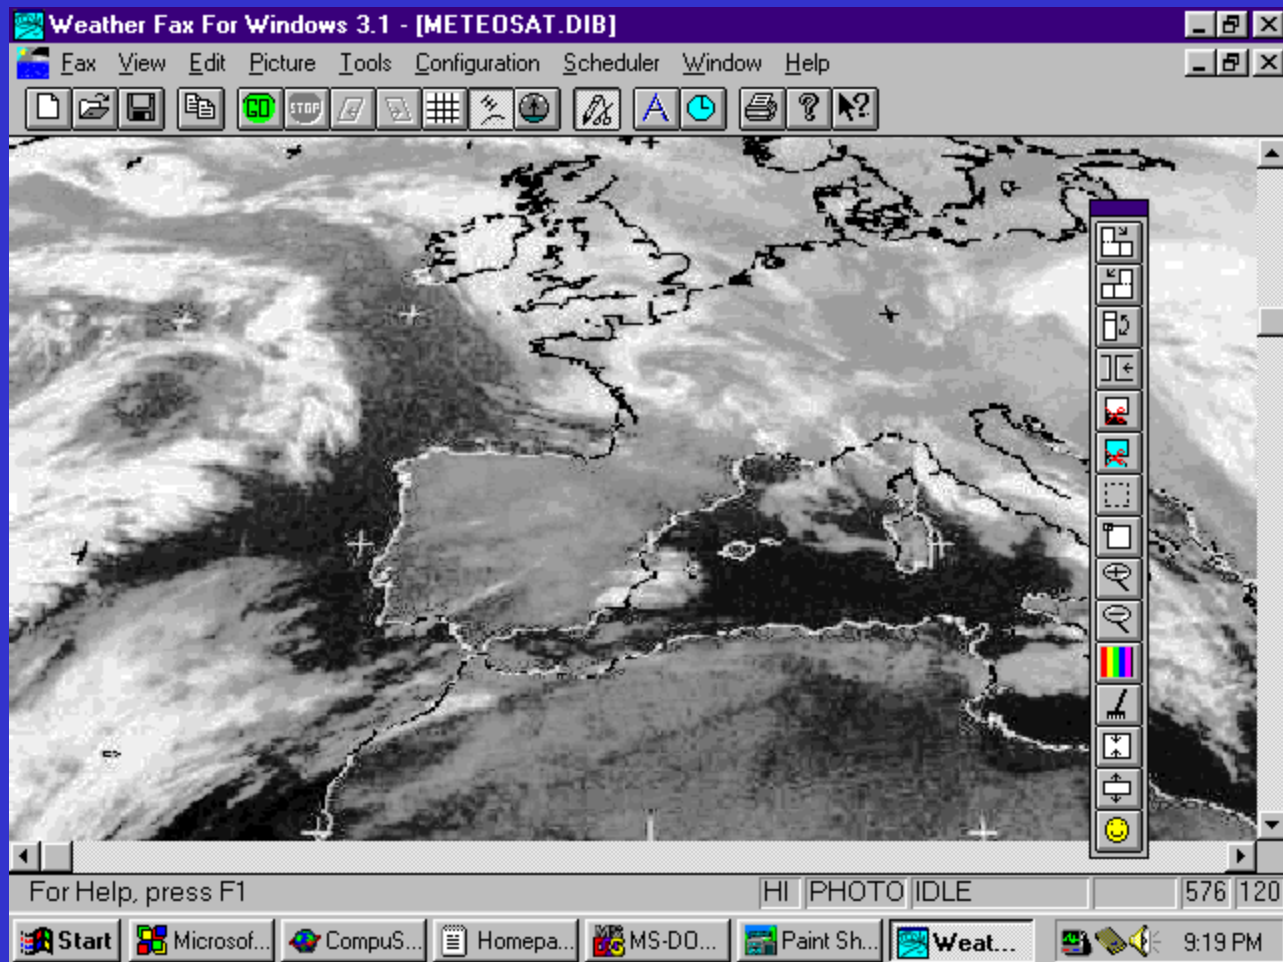 Weather Fax For Windows 3.1 - [METEOSAT.DIB]
Fax View Edit Picture Tools Configuration Scheduler Window Help
GO STOP A ? ?
For Help, press F1 HI PHOTO IDLE 576 120
Start Microsof... CompuS... Homepa... MS-DO... Paint Sh... Weat... 9:19 PM